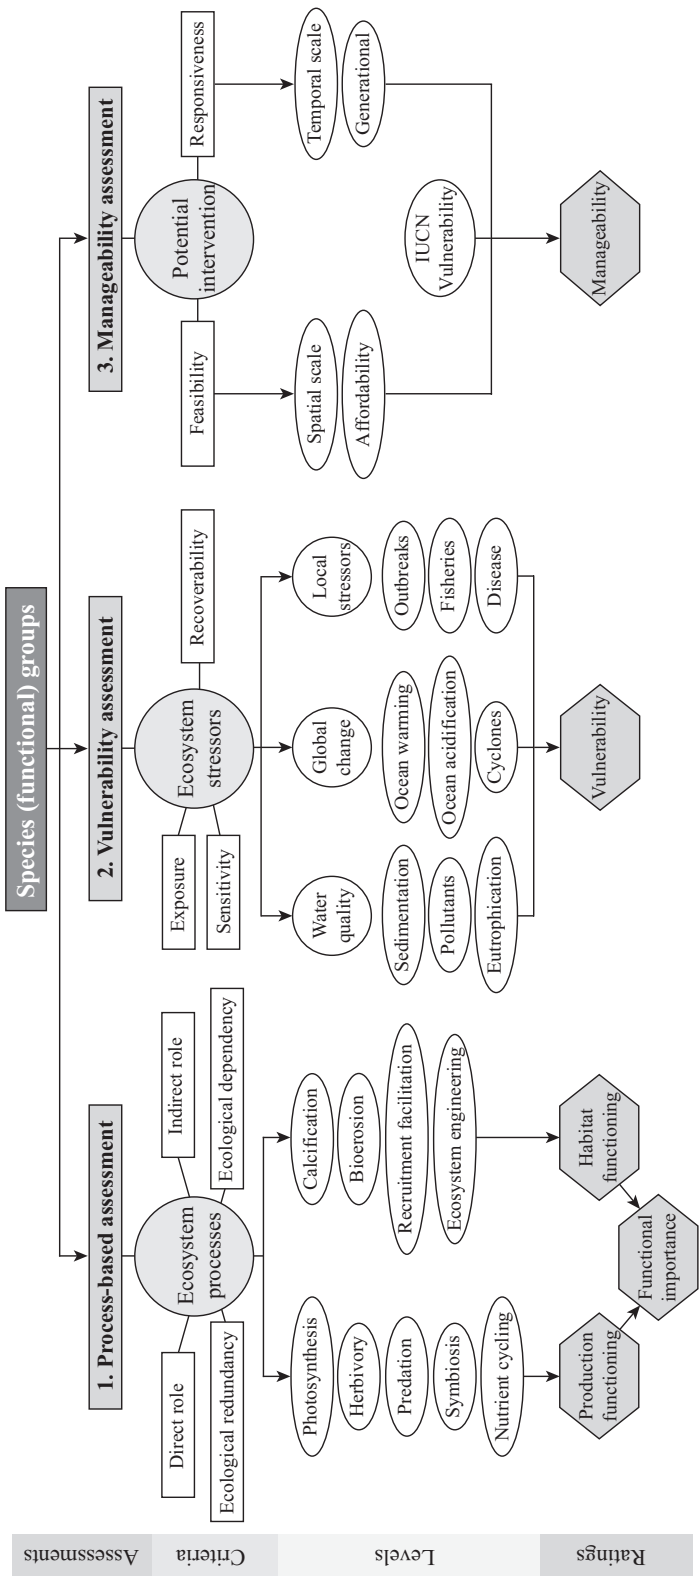 Species (functional) groups
Assessments
1. Process-based assessment
2. Vulnerability assessment
3. Manageability assessment
Criteria
Direct role
Indirect role
Ecosystem
processes
Ecological redundancy
Ecological dependency
Exposure
Sensitivity
Ecosystem
stressors
Recoverability
Feasibility
Potential
intervention
Responsiveness
Levels
Photosynthesis
Herbivory
Predation
Symbiosis
Nutrient cycling
Calcification
Bioerosion
Recruitment facilitation
Ecosystem engineering
Water
quality
Sedimentation
Pollutants
Eutrophication
Global
change
Ocean warming
Ocean acidification
Cyclones
Local
stressors
Outbreaks
Fisheries
Disease
Spatial scale
Affordability
Temporal scale
Generational
IUCN
Vulnerability
Ratings
Production
functioning
Habitat
functioning
Functional
importance
Vulnerability
Manageability